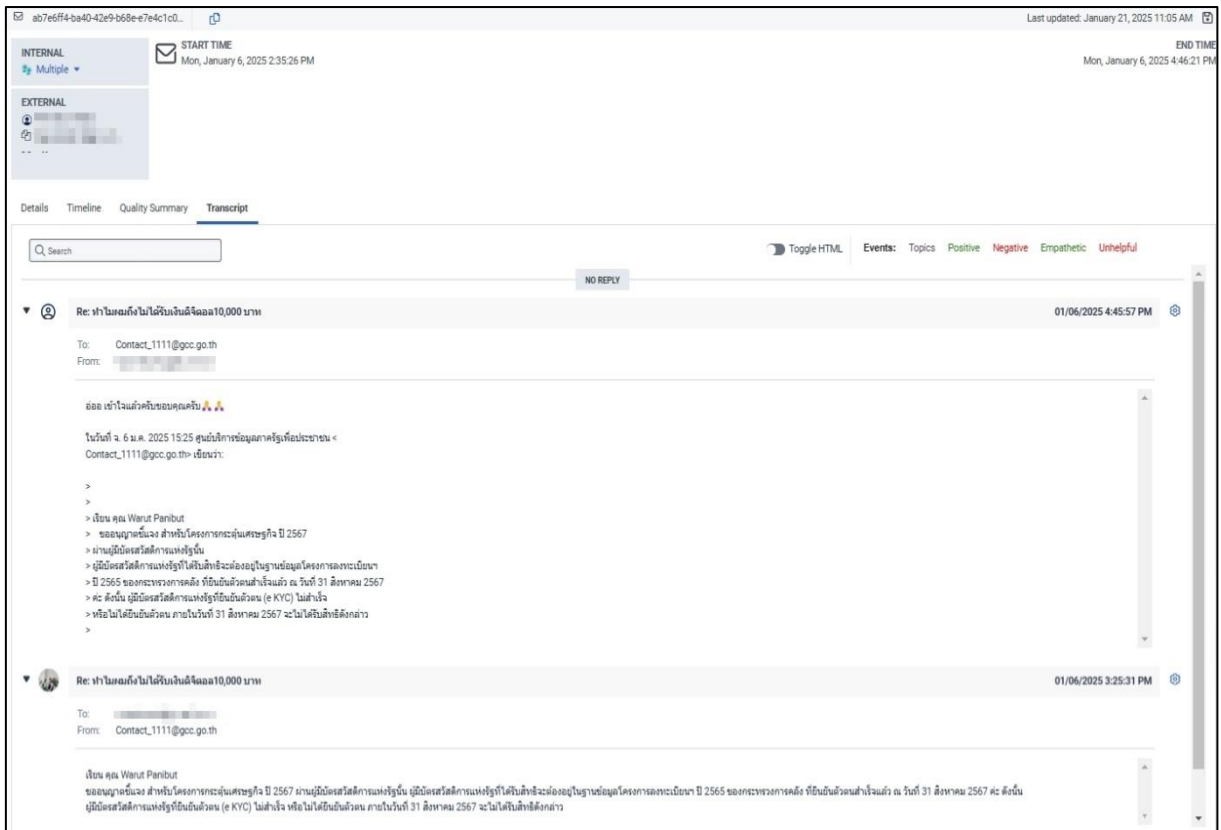 ab7e6ff4-ba40-42e9-b68e-e7e4c1c0...
Last updated: January 21, 2025 11:05 AM
INTERNAL
Multiple
START TIME
Mon, January 6, 2025 2:35:26 PM
END TIME
Mon, January 6, 2025 4:46:21 PM
EXTERNAL
Details Timeline Quality Summary Transcript
Search
Toggle HTML Events: Topics Positive Negative Empathetic Unhelpful
NO REPLY
Re: ทำไมผมถึงไม่ได้รับเงินดิจิตอล10,000 บาท
01/06/2025 4:45:57 PM
To: Contact_1111@gcc.go.th
From:
อ๋ออ เข้าใจแล้วครับขอบคุณครับ🙏🙏
ในวันที่ จ. 6 ม.ค. 2025 15:25 ศูนย์บริการข้อมูลภาครัฐเพื่อประชาชน <
Contact_1111@gcc.go.th> เขียนว่า:
>
>
> เรียน คุณ Warut Panibut
> ขออนุญาตชี้แจง สำหรับโครงการกระตุ้นเศรษฐกิจ ปี 2567
> ผ่านผู้มีบัตรสวัสดิการแห่งรัฐนั้น
> ผู้มีบัตรสวัสดิการแห่งรัฐที่ได้รับสิทธิจะต้องอยู่ในฐานข้อมูลโครงการลงทะเบียนฯ
> ปี 2565 ของกระทรวงการคลัง ที่ยืนยันตัวตนสำเร็จแล้ว ณ วันที่ 31 สิงหาคม 2567
> ค่ะ ดังนั้น ผู้มีบัตรสวัสดิการแห่งรัฐที่ยืนยันตัวตน (e KYC) ไม่สำเร็จ
> หรือไม่ได้ยืนยันตัวตน ภายในวันที่ 31 สิงหาคม 2567 จะไม่ได้รับสิทธิดังกล่าว
>
Re: ทำไมผมถึงไม่ได้รับเงินดิจิตอล10,000 บาท
01/06/2025 3:25:31 PM
To:
From: Contact_1111@gcc.go.th
เรียน คุณ Warut Panibut
ขออนุญาตชี้แจง สำหรับโครงการกระตุ้นเศรษฐกิจ ปี 2567 ผ่านผู้มีบัตรสวัสดิการแห่งรัฐนั้น ผู้มีบัตรสวัสดิการแห่งรัฐที่ได้รับสิทธิจะต้องอยู่ในฐานข้อมูลโครงการลงทะเบียนฯ ปี 2565 ของกระทรวงการคลัง ที่ยืนยันตัวตนสำเร็จแล้ว ณ วันที่ 31 สิงหาคม 2567 ค่ะ ดังนั้น
ผู้มีบัตรสวัสดิการแห่งรัฐที่ยืนยันตัวตน (e KYC) ไม่สำเร็จ หรือไม่ได้ยืนยันตัวตน ภายในวันที่ 31 สิงหาคม 2567 จะไม่ได้รับสิทธิดังกล่าว